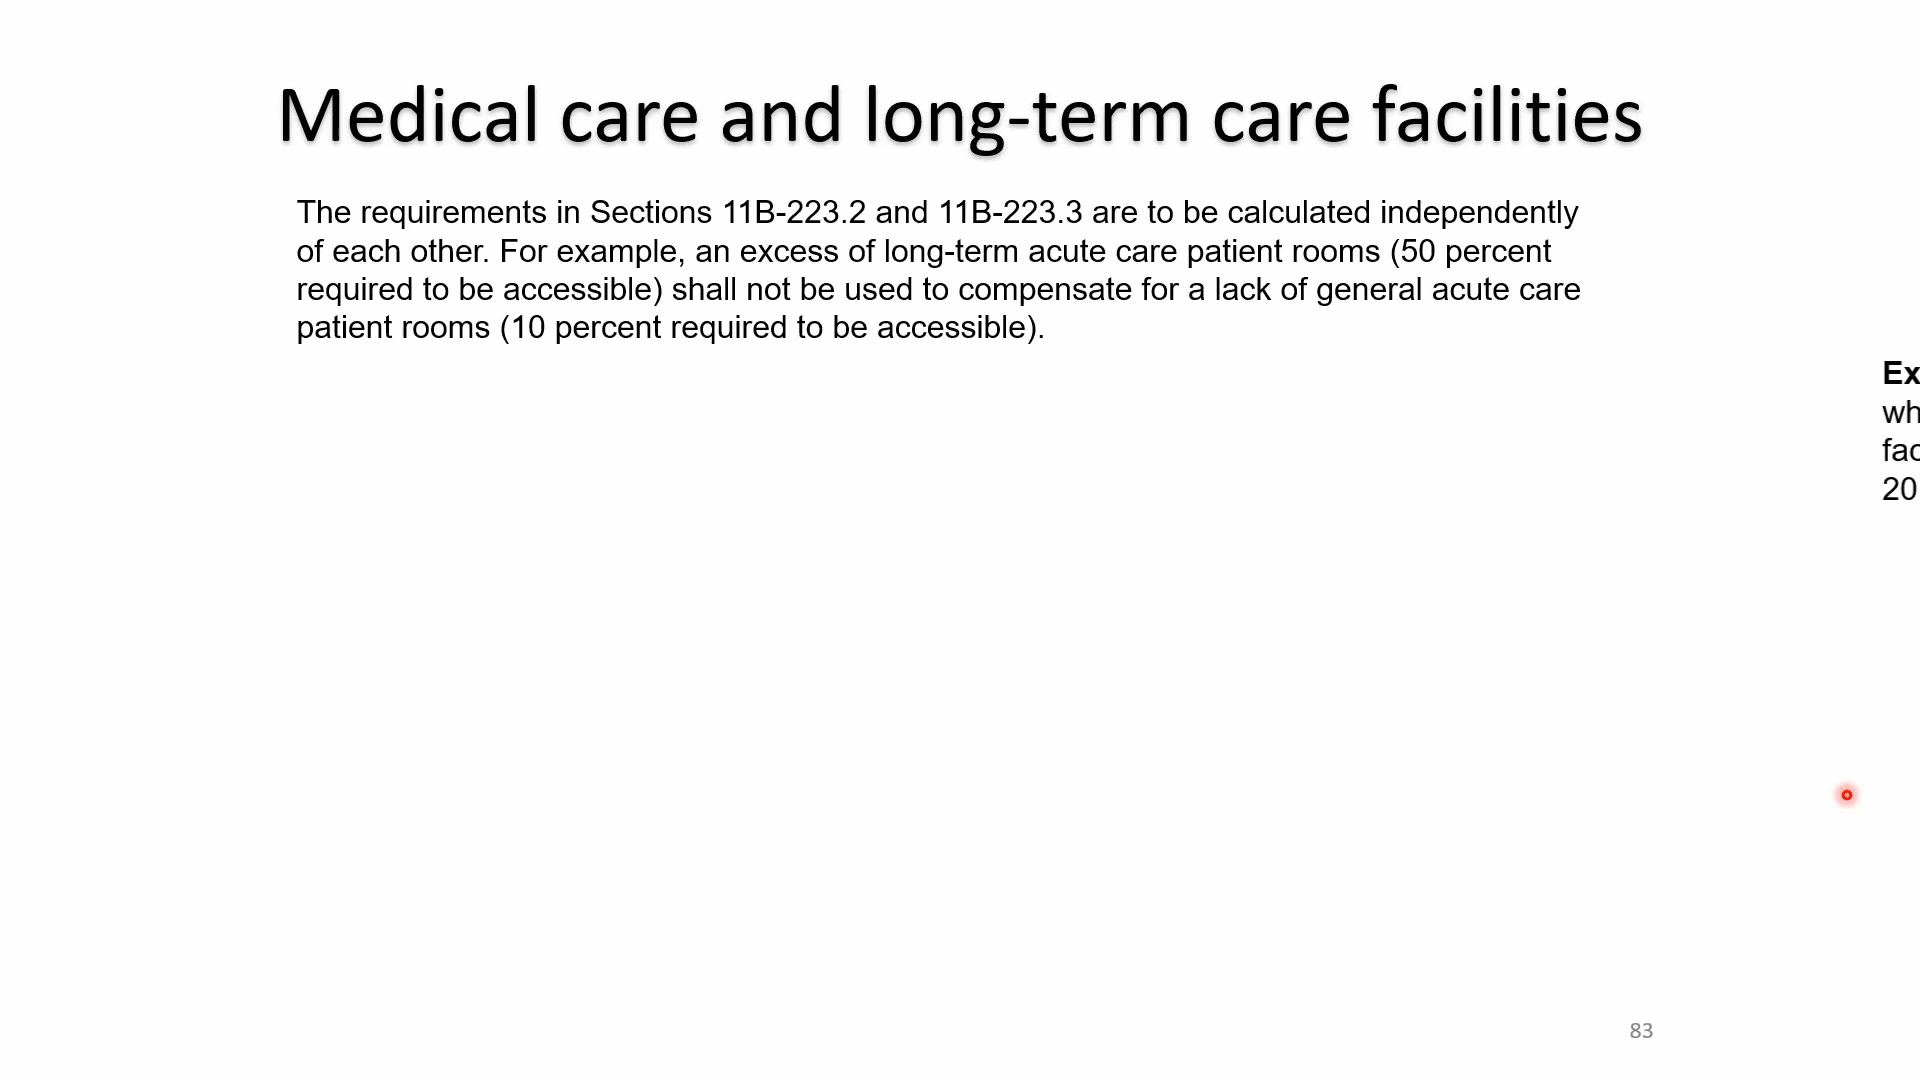 Medical care and long-term care facilities
The requirements in Sections 11B-223.2 and 11B-223.3 are to be calculated independently
of each other. For example, an excess of long-term acute care patient rooms (50 percent
required to be accessible) shall not be used to compensate for a lack of general acute care
patient rooms (10 percent required to be accessible).
Ex
wh
fac
20
83